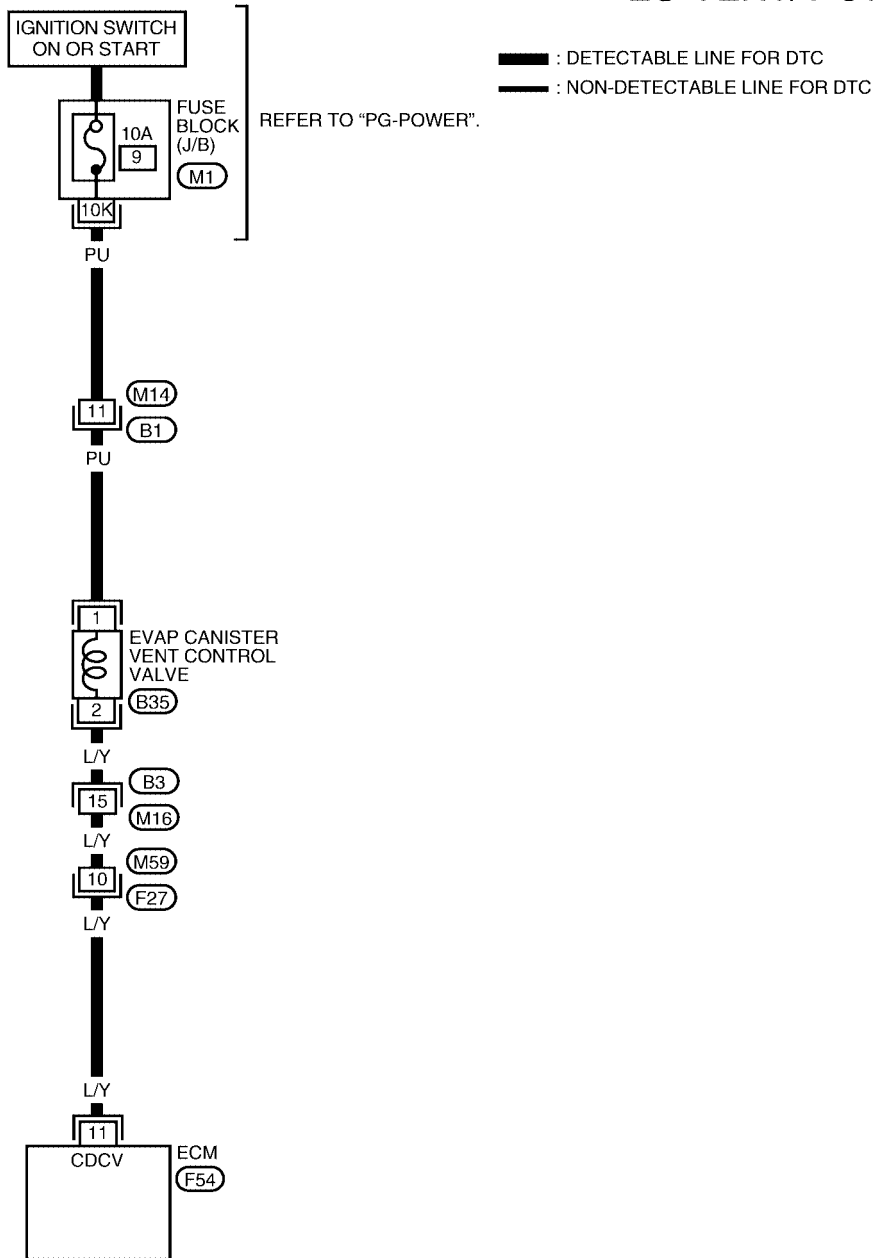 IGNITION SWITCH
ON OR START
: DETECTABLE LINE FOR DTC
: NON-DETECTABLE LINE FOR DTC
FUSE
BLOCK
(J/B)
10A
9
M1
REFER TO “PG-POWER”.
10K
PU
11
M14
B1
PU
1
EVAP CANISTER
VENT CONTROL
VALVE
B35
2
L/Y
B3
15
M16
L/Y
M59
10
F27
L/Y
L/Y
11
CDCV
ECM
F54